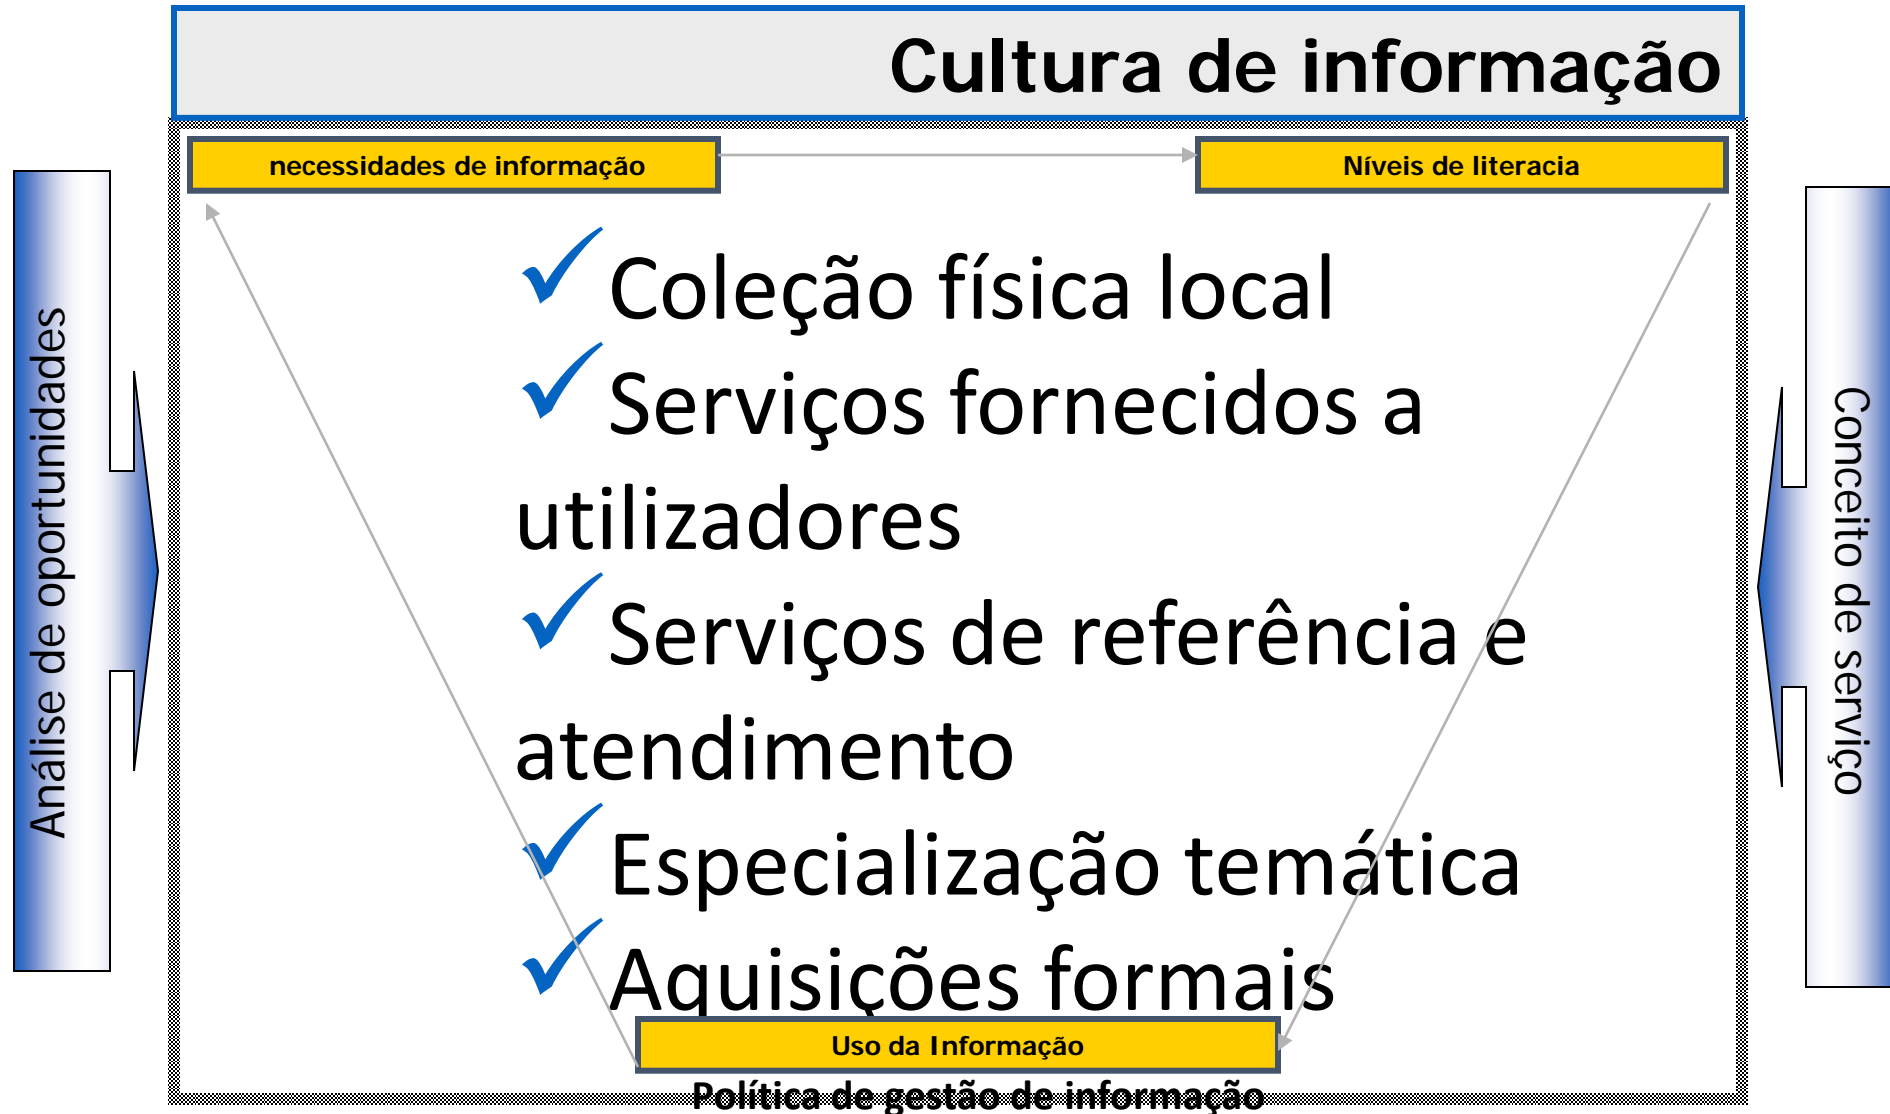 Cultura de informação
necessidades de informação
Níveis de literacia
Análise de oportunidades
Coleção física local
Serviços fornecidos a
utilizadores
Serviços de referência e
atendimento
Especialização temática
Aquisições formais
Conceito de serviço
Uso da Informação
Política de gestão de informação